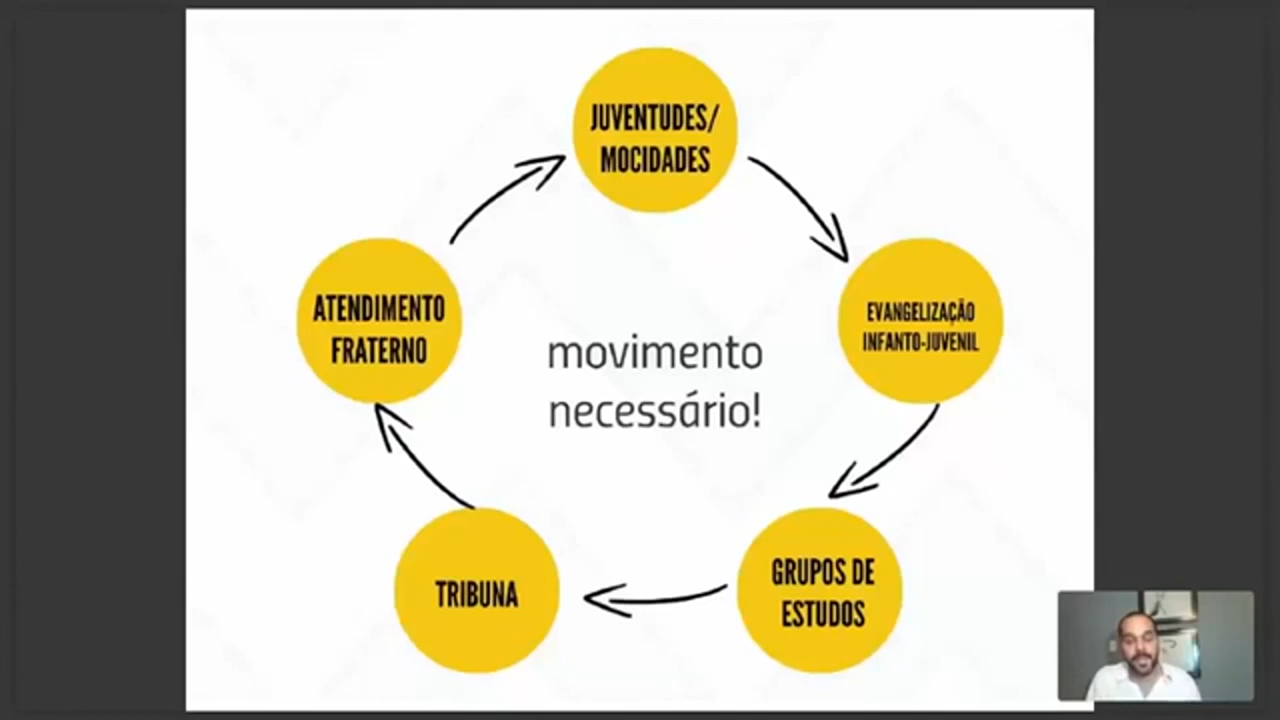 JUVENTUDES/
MOCIDADES
ATENDIMENTO
FRATERNO
EVANGELIZAÇÃO
INFANTO-JUVENIL
movimento
necessário!
TRIBUNA
GRUPOS DE
ESTUDOS